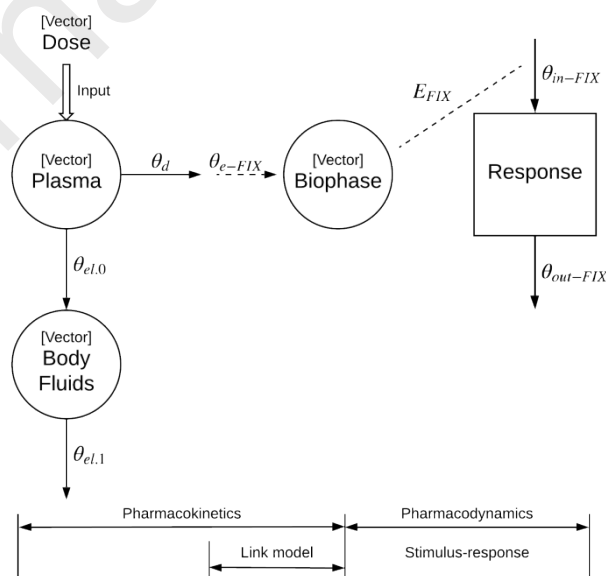 [Vector]
Dose
Input
[Vector]
Plasma
θd
θe−FIX
[Vector]
Biophase
EFIX
θin−FIX
Response
θout−FIX
θel.0
[Vector]
Body
Fluids
θel.1
Pharmacokinetics
Pharmacodynamics
Link model
Stimulus-response